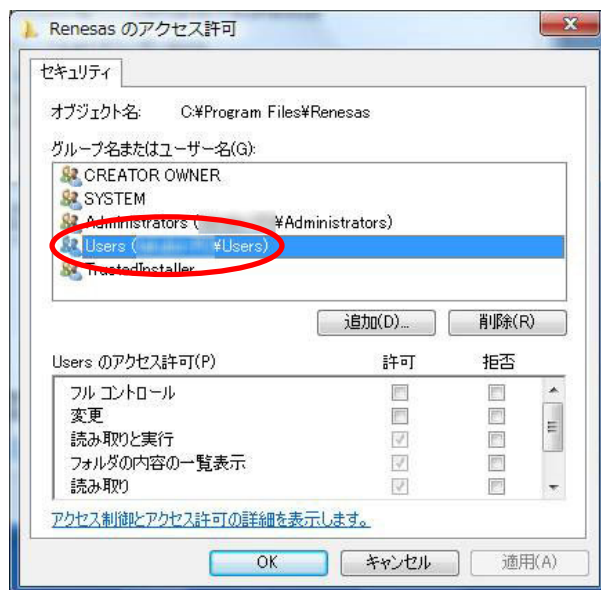 Renesas のアクセス許可
セキュリティ
オブジェクト名: C:¥Program Files¥Renesas
グループ名またはユーザー名(G):
CREATOR OWNER
SYSTEM
Administrators ( ¥Administrators)
Users ( ¥Users)
TrustedInstaller
追加(D)... 削除(R)
Users のアクセス許可(P) 許可 拒否
フル コントロール
変更
読み取りと実行
フォルダの内容の一覧表示
読み取り
アクセス制御とアクセス許可の詳細を表示します。
OK キャンセル 適用(A)